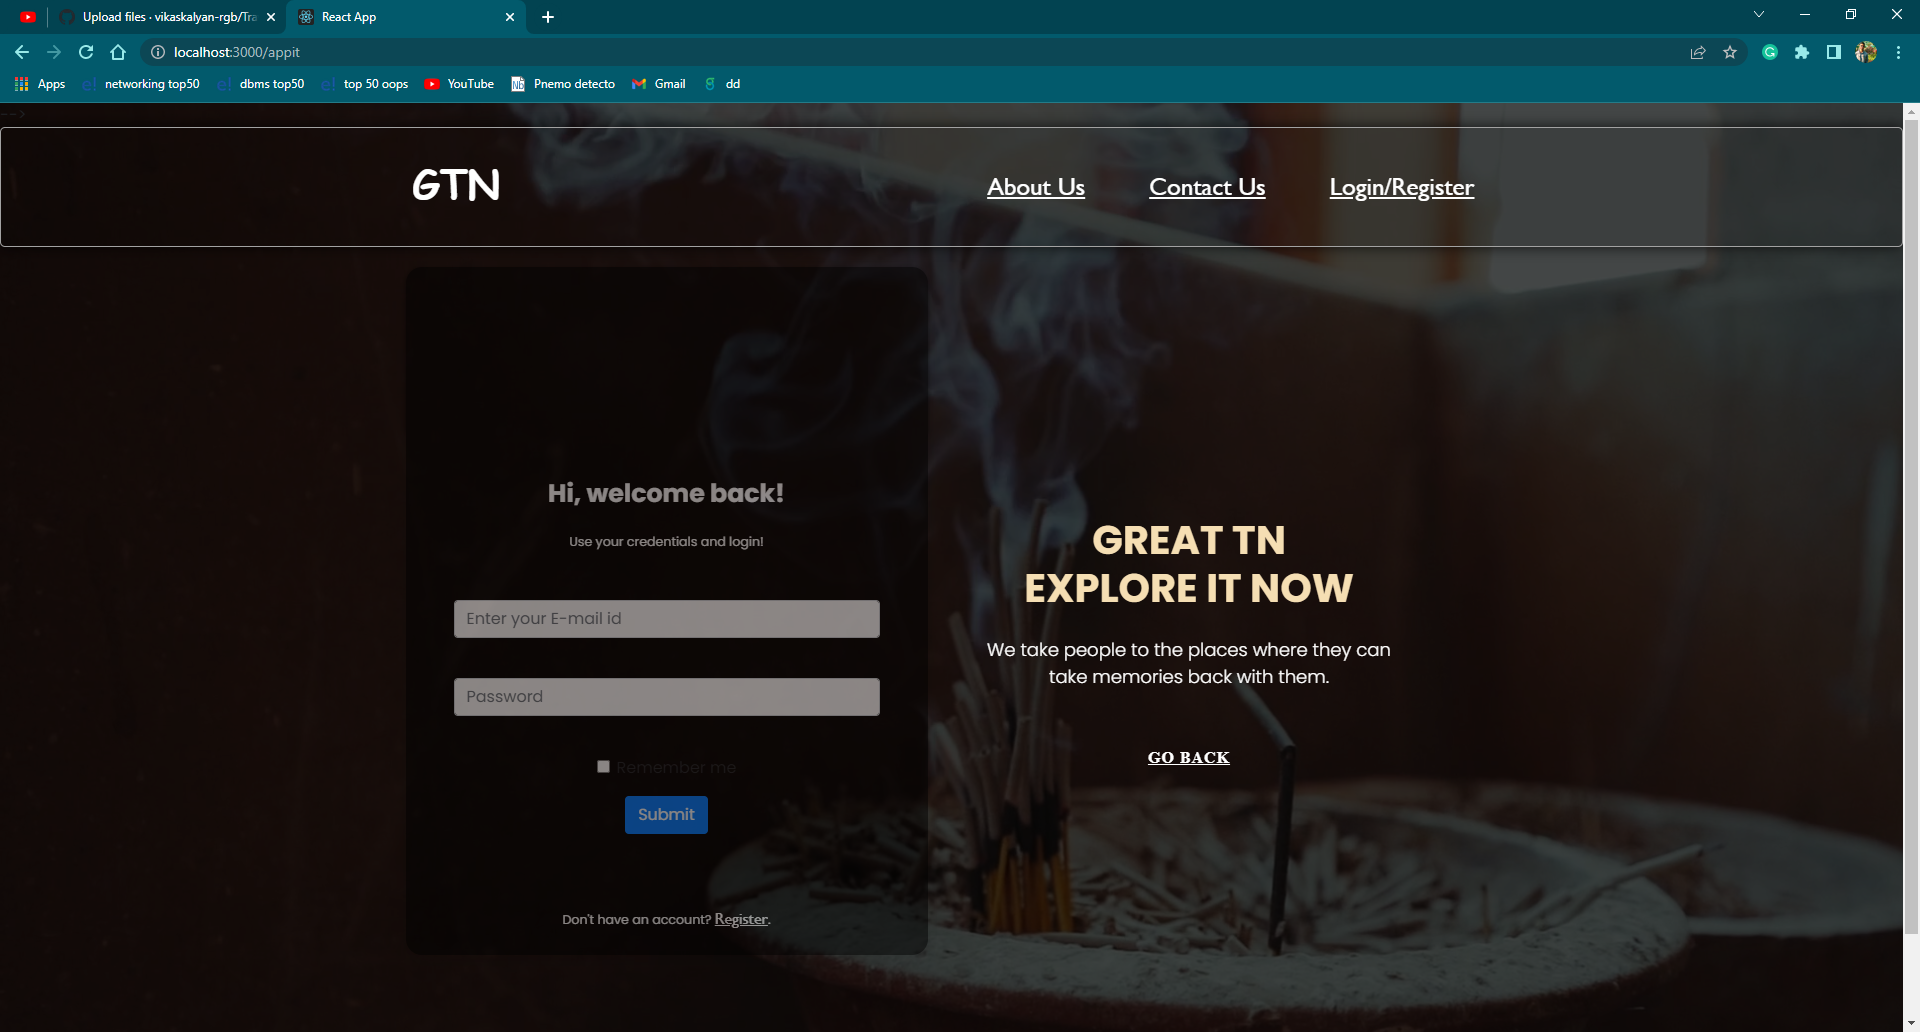 Upload files · vikaskalyan-rgb/Tra
React App
localhost:3000/appit
Apps
networking top50
dbms top50
top 50 oops
YouTube
Pnemo detecto
Gmail
dd
-->
GTN
About Us
Contact Us
Login/Register
Hi, welcome back!
Use your credentials and login!
Enter your E-mail id
Password
Remember me
Submit
Don't have an account? Register.
GREAT TN
EXPLORE IT NOW
We take people to the places where they can
take memories back with them.
GO BACK